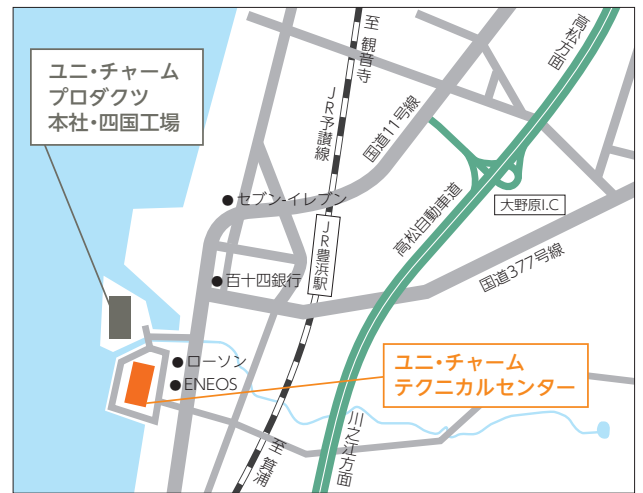 ユニ・チャーム
プロダクツ
本社・四国工場
至 観音寺
JR予讃線
国道11号線
高松方面
セブン-イレブン
JR豊浜駅
高松自動車道
大野原I.C
百十四銀行
国道377号線
ローソン
ENEOS
ユニ・チャーム
テクニカルセンター
川之江方面
至 箕浦